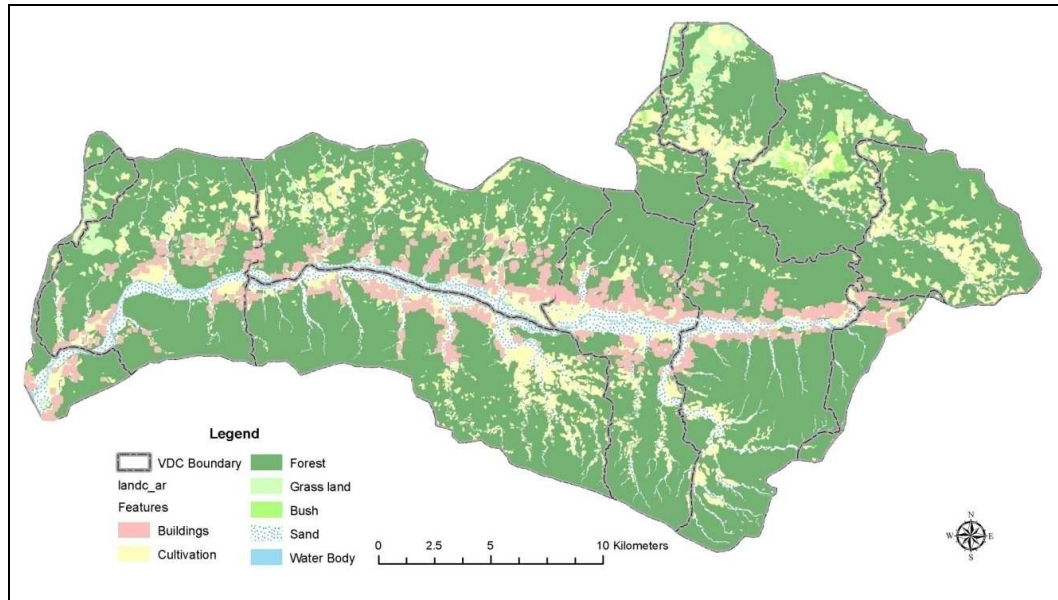 Legend
VDC Boundary
landc_ar
Features
Buildings
Cultivation
Forest
Grass land
Bush
Sand
Water Body
0 2.5 5 10 Kilometers
N
W E
S